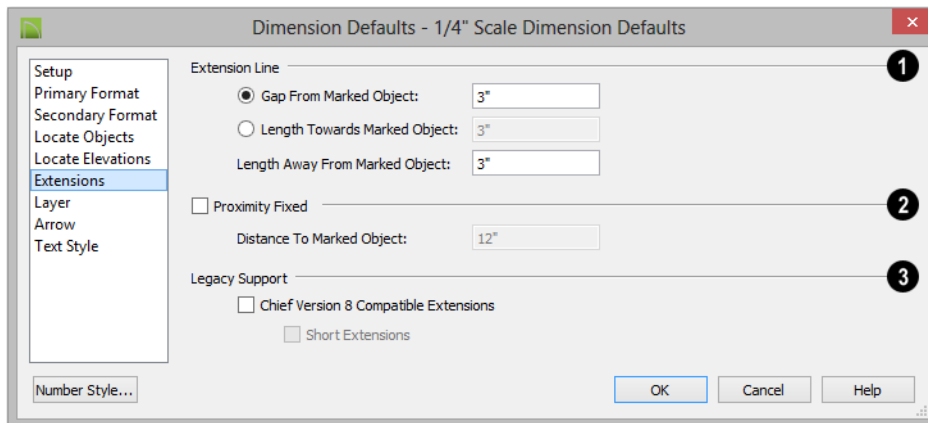 Dimension Defaults - 1/4" Scale Dimension Defaults
Setup
Primary Format
Secondary Format
Locate Objects
Locate Elevations
Extensions
Layer
Arrow
Text Style
Extension Line
1
Gap From Marked Object: 3"
Length Towards Marked Object: 3"
Length Away From Marked Object: 3"
Proximity Fixed
2
Distance To Marked Object: 12"
Legacy Support
3
Chief Version 8 Compatible Extensions
Short Extensions
Number Style... OK Cancel Help